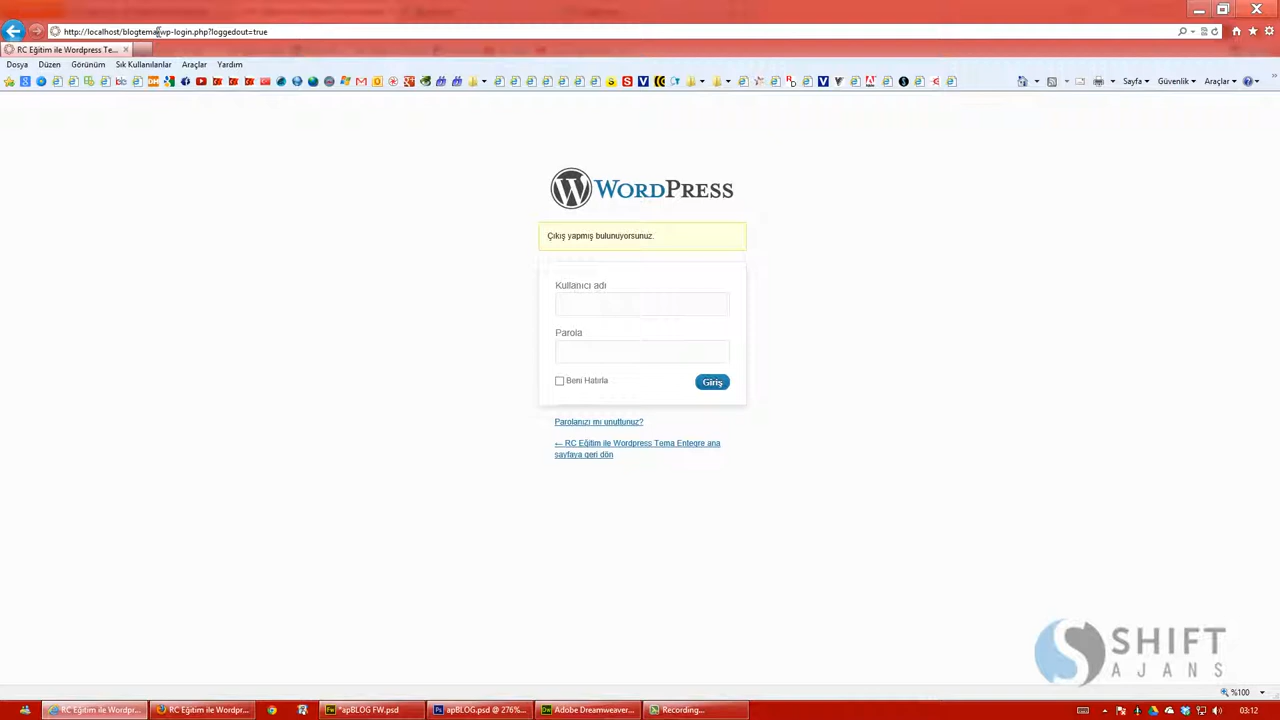 http://localhost/blogtema/wp-login.php?loggedout=true
RC Eğitim ile Wordpress Te...
Dosya Düzen Görünüm Sık Kullanılanlar Araçlar Yardım
Sayfa Güvenlik Araçlar
WORDPRESS
Çıkış yapmış bulunuyorsunuz.
Kullanıcı adı
Parola
Beni Hatırla
Giriş
Parolanızı mı unuttunuz?
← RC Eğitim ile Wordpress Tema Entegre ana
sayfaya geri dön
SHIFT
AJANS
%100
RC Eğitim ile Wordpr...
RC Eğitim ile Wordpr...
*apBLOG FW.psd
apBLOG.psd @ 276%...
Adobe Dreamweaver...
Recording...
03:12